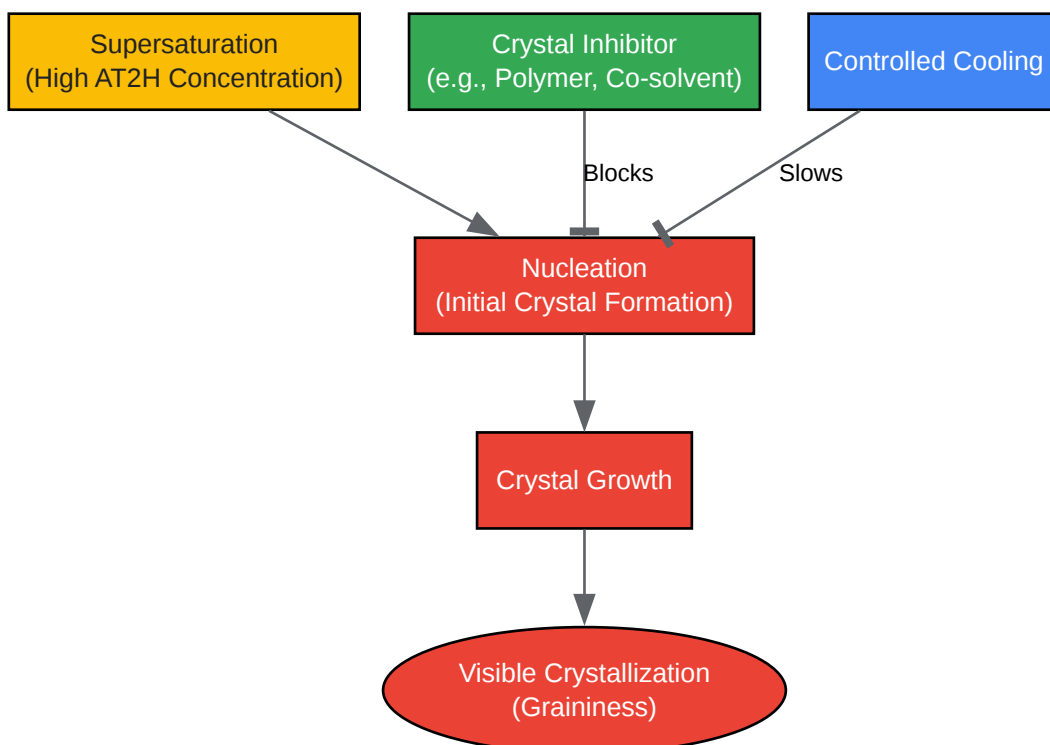 Supersaturation
(High AT2H Concentration)
Crystal Inhibitor
(e.g., Polymer, Co-solvent)
Controlled Cooling
Blocks
Slows
Nucleation
(Initial Crystal Formation)
Crystal Growth
Visible Crystallization
(Graininess)